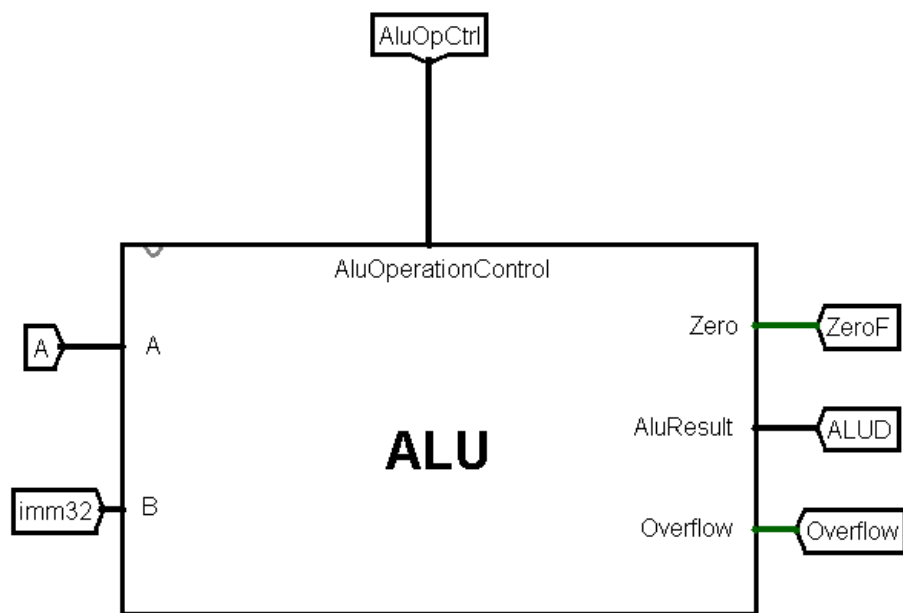 AluOpCtrl
AluOperationControl
A
A
Zero
ZeroF
ALU
AluResult
ALUD
imm32
B
Overflow
Overflow